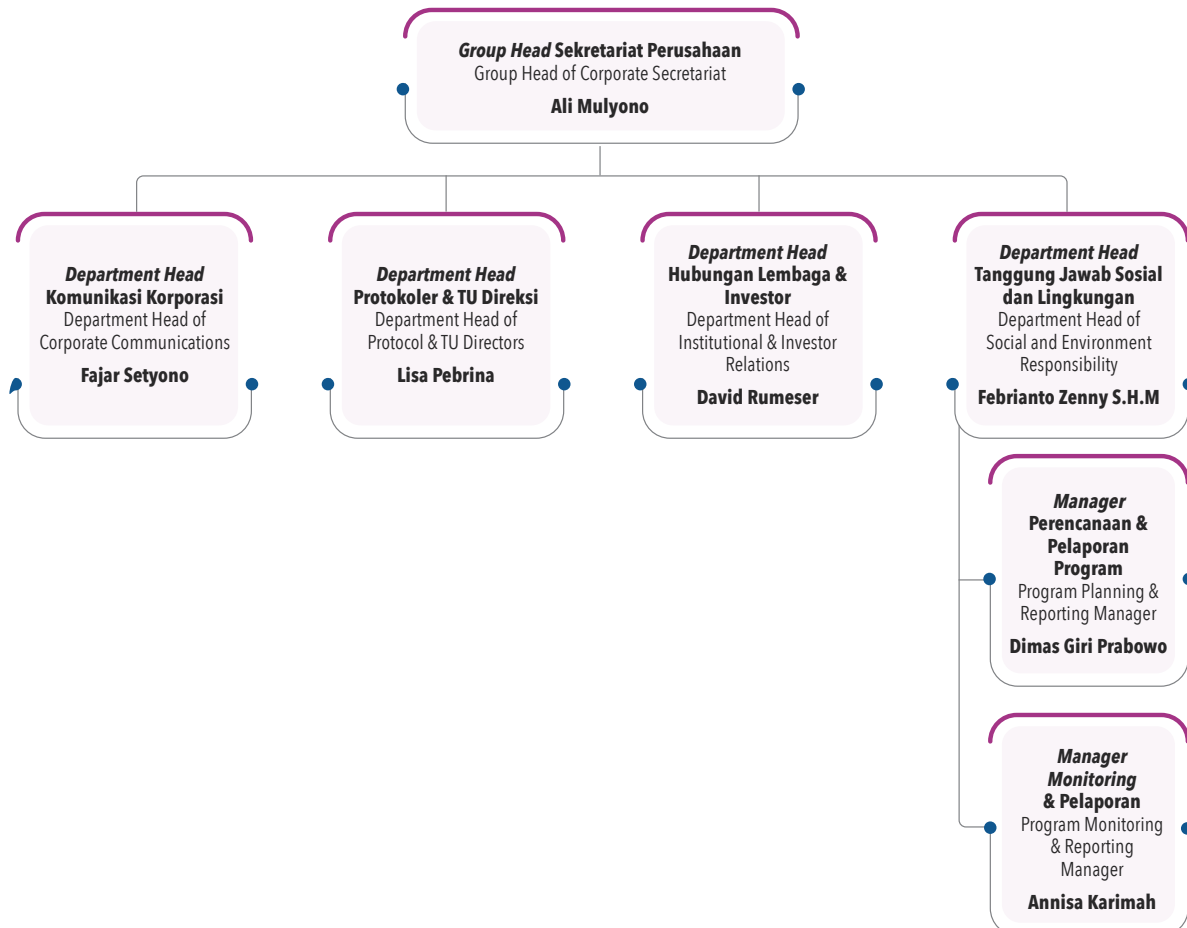 Group Head Sekretariat Perusahaan
Group Head of Corporate Secretariat
Ali Mulyono
Department Head
Komunikasi Korporasi
Department Head of
Corporate Communications
Fajar Setyono
Department Head
Protokoler & TU Direksi
Department Head of
Protocol & TU Directors
Lisa Pebrina
Department Head
Hubungan Lembaga &
Investor
Department Head of
Institutional & Investor
Relations
David Rumeser
Department Head
Tanggung Jawab Sosial
dan Lingkungan
Department Head of
Social and Environment
Responsibility
Febrianto Zenny S.H.M
Manager
Perencanaan &
Pelaporan
Program
Program Planning &
Reporting Manager
Dimas Giri Prabowo
Manager
Monitoring
& Pelaporan
Program Monitoring
& Reporting
Manager
Annisa Karimah